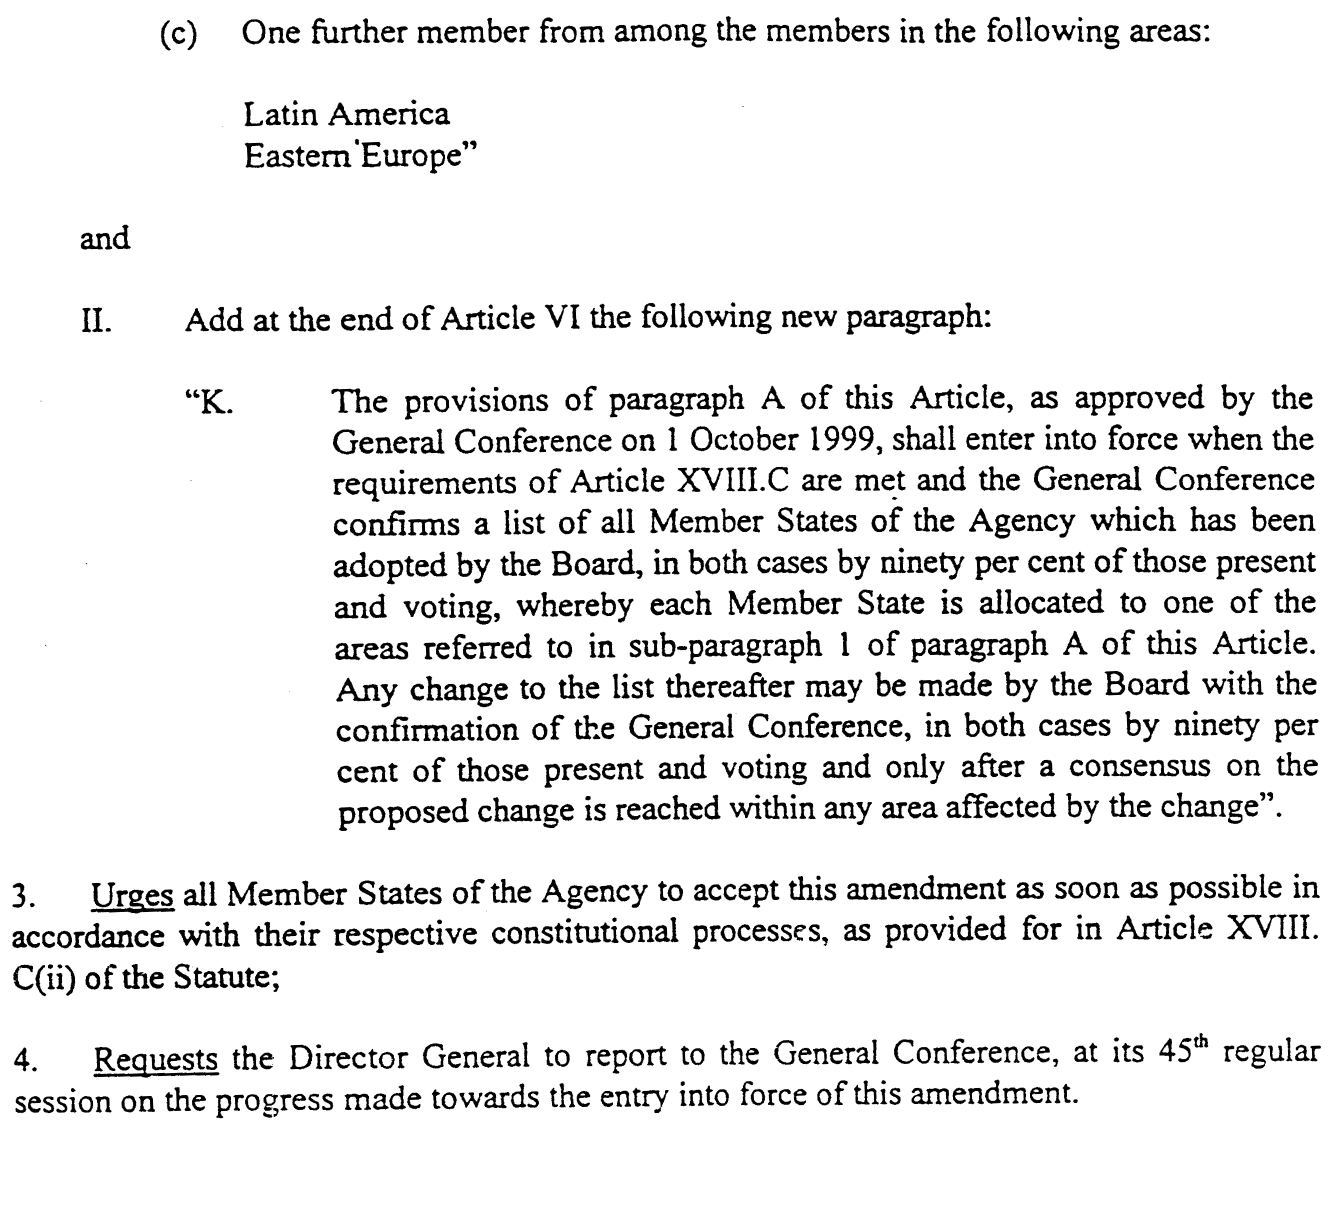 (c) One further member from among the members in the following areas:
Latin America
Eastern Europe”
and
II. Add at the end of Article VI the following new paragraph:
“K. The provisions of paragraph A of this Article, as approved by the
General Conference on 1 October 1999, shall enter into force when the
requirements of Article XVIII.C are met and the General Conference
confirms a list of all Member States of the Agency which has been
adopted by the Board, in both cases by ninety per cent of those present
and voting, whereby each Member State is allocated to one of the
areas referred to in sub-paragraph 1 of paragraph A of this Article.
Any change to the list thereafter may be made by the Board with the
confirmation of the General Conference, in both cases by ninety per
cent of those present and voting and only after a consensus on the
proposed change is reached within any area affected by the change”.
3. Urges all Member States of the Agency to accept this amendment as soon as possible in
accordance with their respective constitutional processes, as provided for in Article XVIII.
C(ii) of the Statute;
4. Requests the Director General to report to the General Conference, at its 45th regular
session on the progress made towards the entry into force of this amendment.